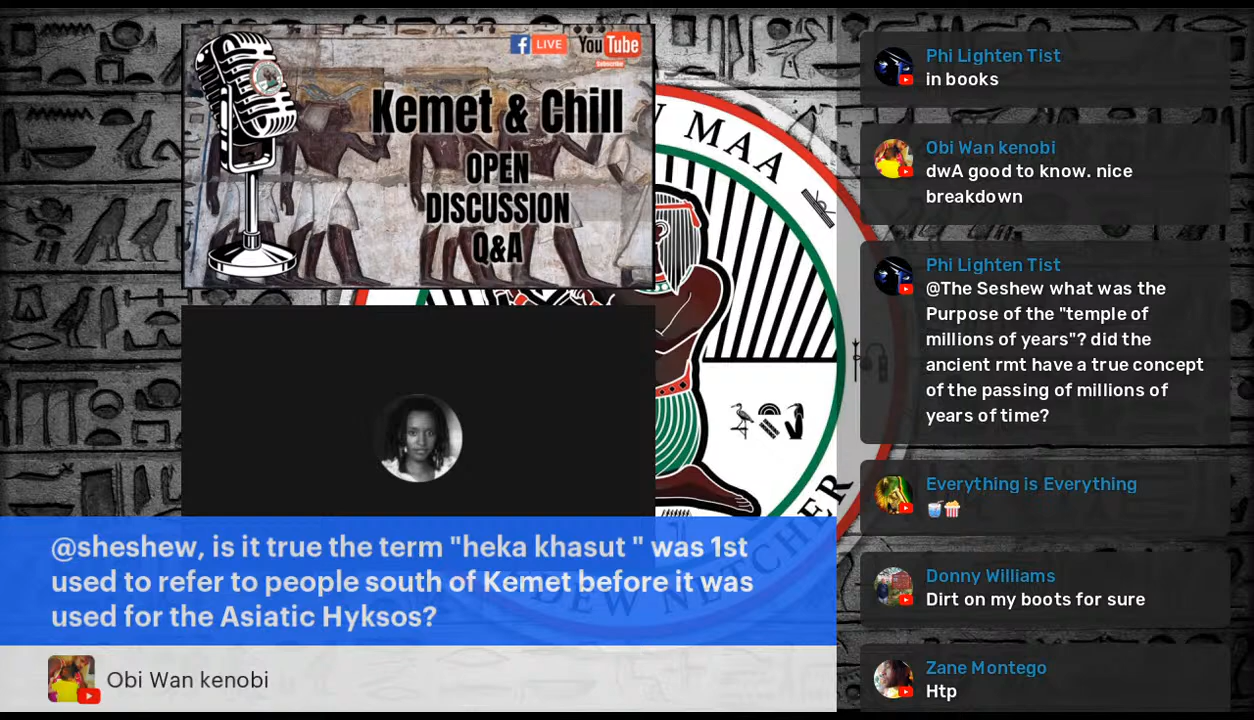 LIVE
YouTube
Subscribe
Kemet & Chill
OPEN
DISCUSSION
Q&A
MAA
NETCHER
@sheshew, is it true the term "heka khasut " was 1st
used to refer to people south of Kemet before it was
used for the Asiatic Hyksos?
Obi Wan kenobi
Phi Lighten Tist
in books
Obi Wan kenobi
dwA good to know. nice
breakdown
Phi Lighten Tist
@The Seshew what was the
Purpose of the "temple of
millions of years"? did the
ancient rmt have a true concept
of the passing of millions of
years of time?
Everything is Everything
🥤🍿
Donny Williams
Dirt on my boots for sure
Zane Montego
Htp